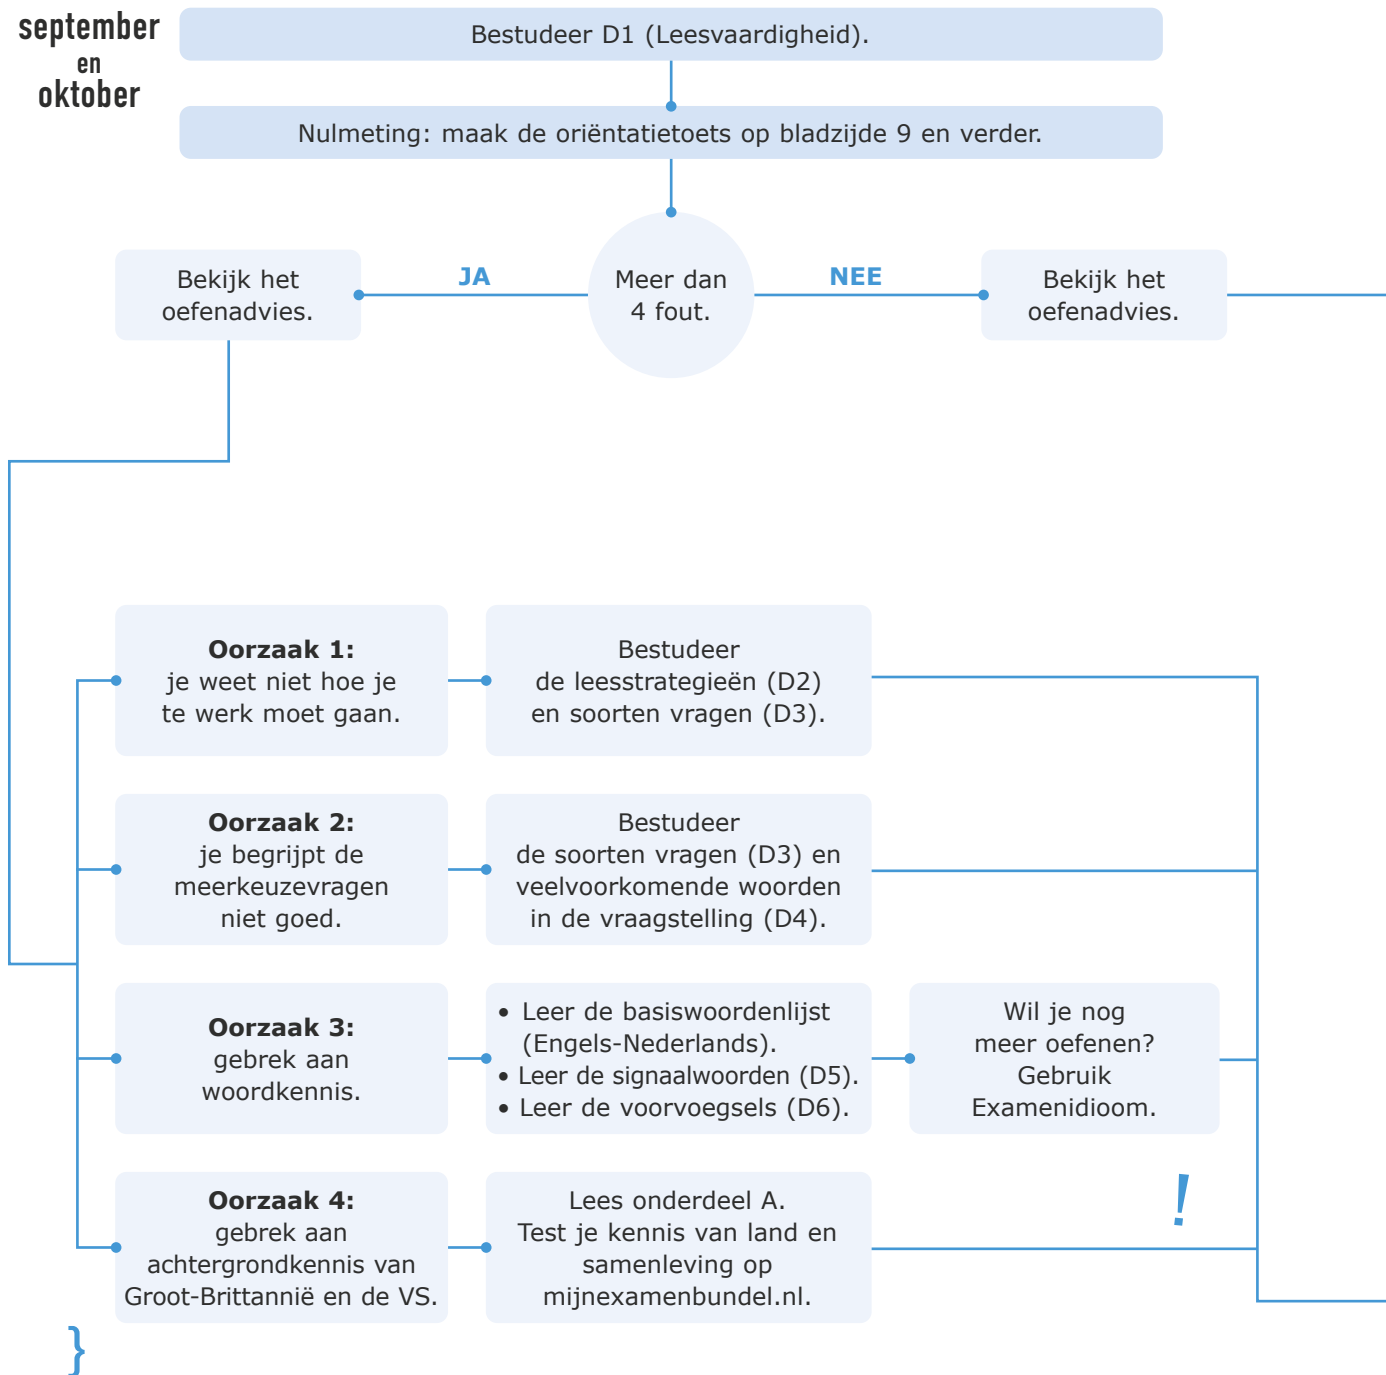 september
en
oktober
Bestudeer D1 (Leesvaardigheid).
Nulmeting: maak de oriëntatietoets op bladzijde 9 en verder.
Bekijk het
oefenadvies.
JA
Meer dan
4 fout.
NEE
Bekijk het
oefenadvies.
Oorzaak 1:
je weet niet hoe je
te werk moet gaan.
Bestudeer
de leesstrategieën (D2)
en soorten vragen (D3).
Oorzaak 2:
je begrijpt de
meerkeuzevragen
niet goed.
Bestudeer
de soorten vragen (D3) en
veelvoorkomende woorden
in de vraagstelling (D4).
Oorzaak 3:
gebrek aan
woordkennis.
• Leer de basiswoordenlijst
(Engels-Nederlands).
• Leer de signaalwoorden (D5).
• Leer de voorvoegsels (D6).
Wil je nog
meer oefenen?
Gebruik
Examenidioom.
Oorzaak 4:
gebrek aan
achtergrondkennis van
Groot-Brittannië en de VS.
Lees onderdeel A.
Test je kennis van land en
samenleving op
mijnexamenbundel.nl.
!
}